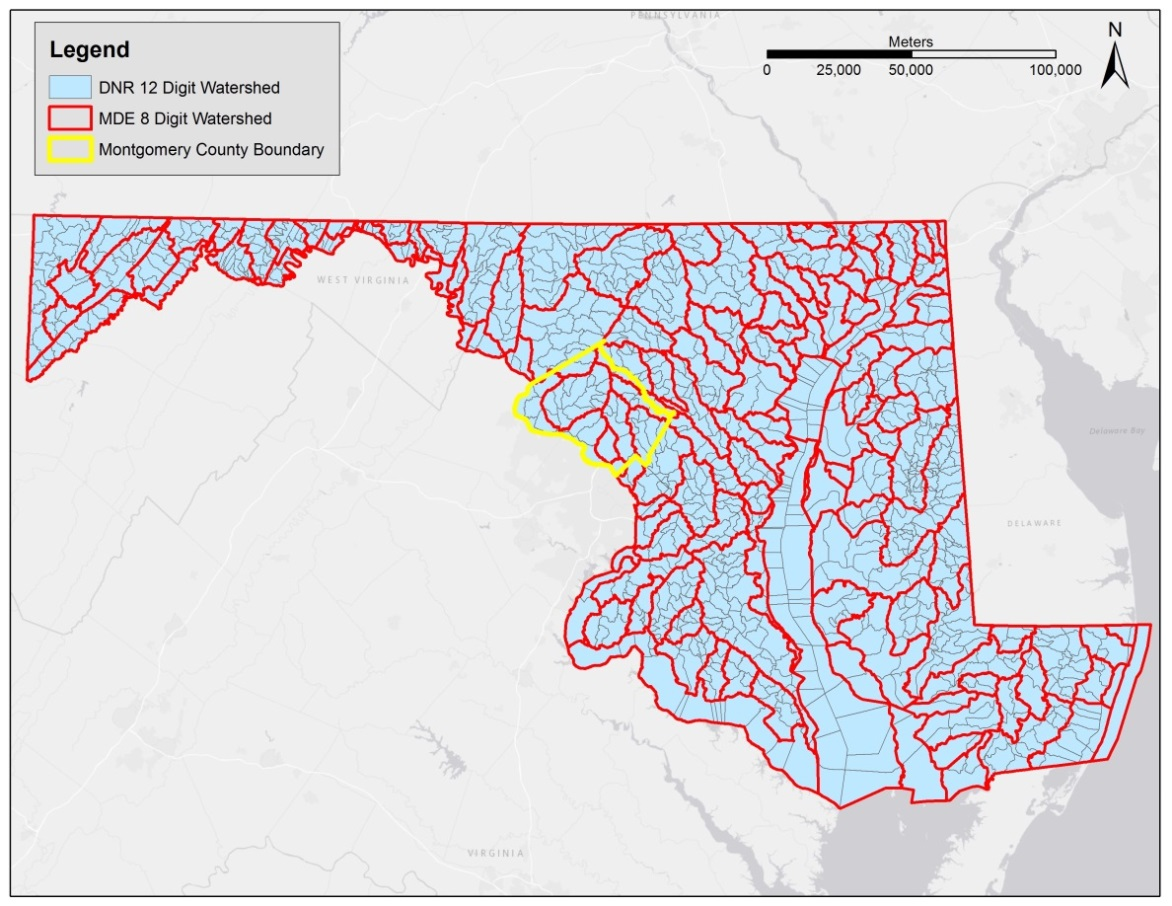 PENNSYLVANIA
Legend
DNR 12 Digit Watershed
MDE 8 Digit Watershed
Montgomery County Boundary
N
Meters
0 25,000 50,000 100,000
WEST VIRGINIA
Delaware Bay
DELAWARE
VIRGINIA